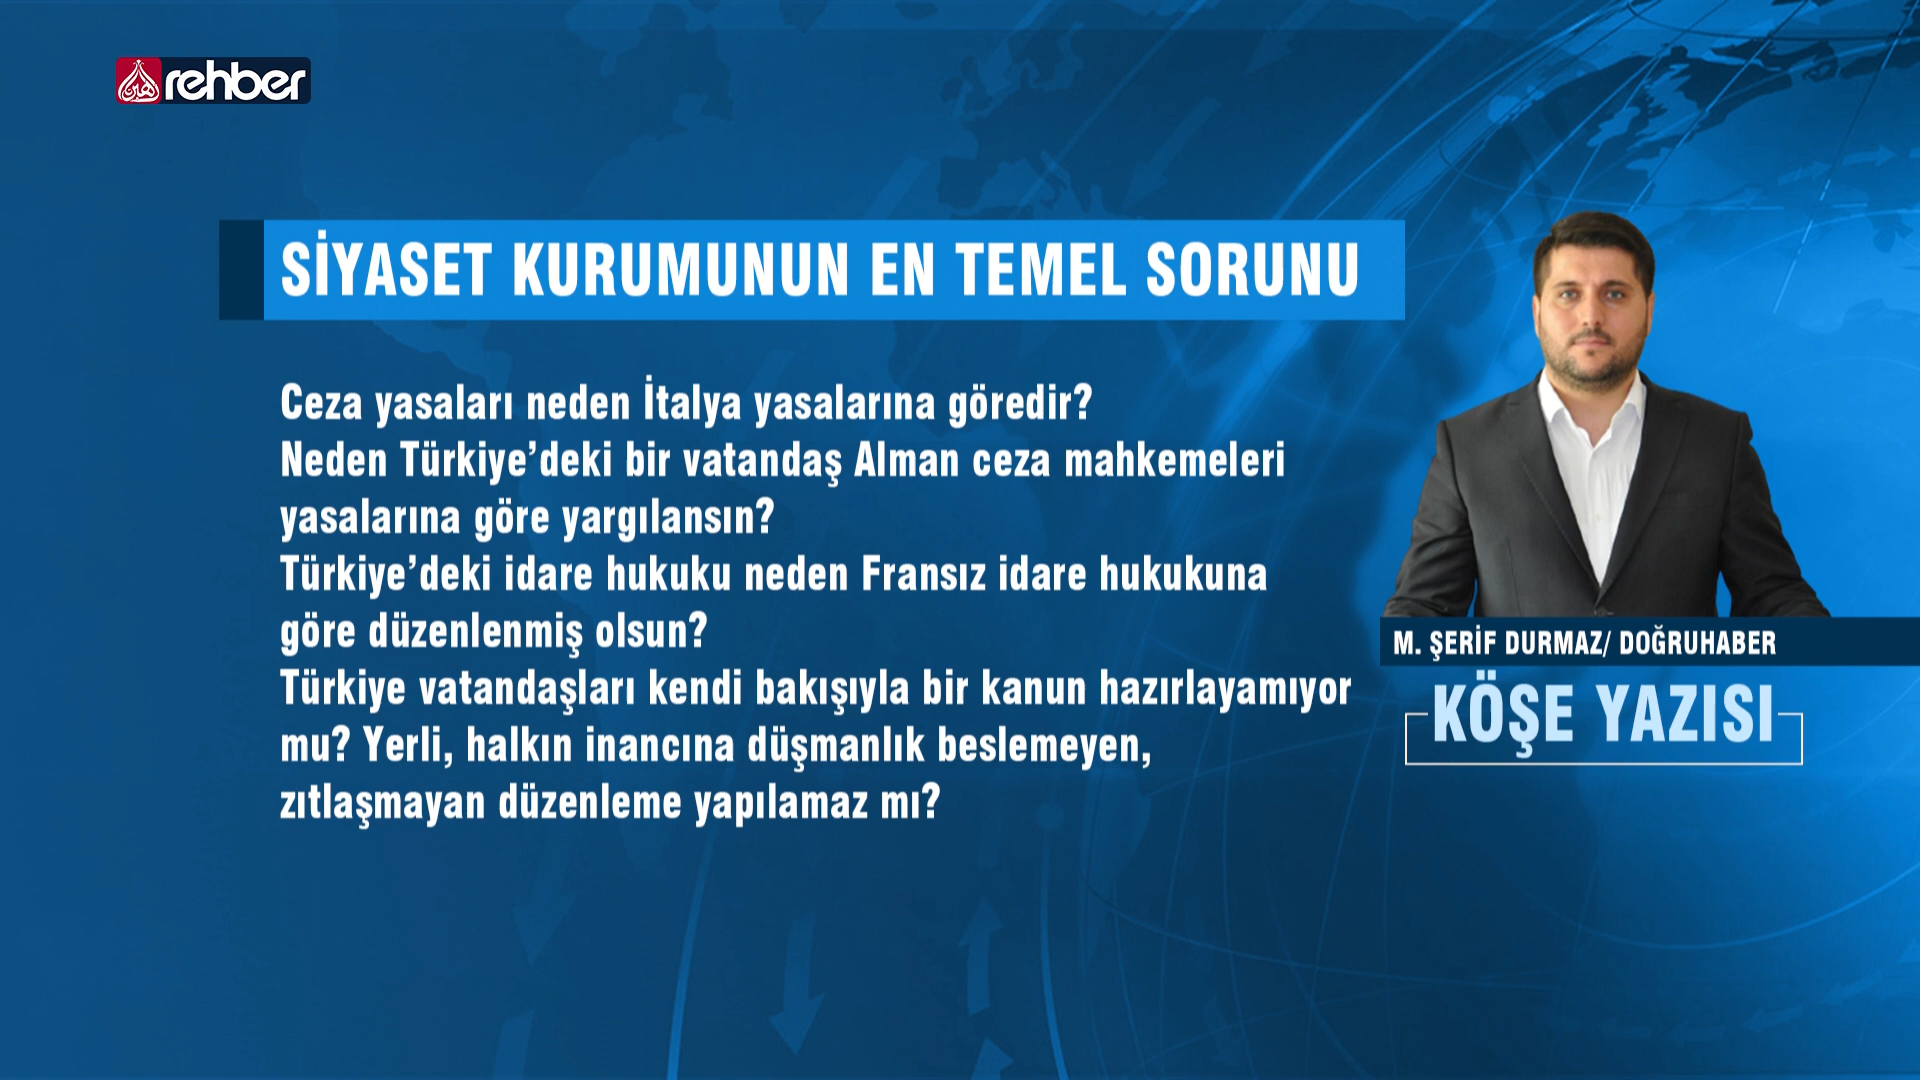 rehber
SİYASET KURUMUNUN EN TEMEL SORUNU
Ceza yasaları neden İtalya yasalarına göredir?
Neden Türkiye’deki bir vatandaş Alman ceza mahkemeleri
yasalarına göre yargılansın?
Türkiye’deki idare hukuku neden Fransız idare hukukuna
göre düzenlenmiş olsun?
Türkiye vatandaşları kendi bakışıyla bir kanun hazırlayamıyor
mu? Yerli, halkın inancına düşmanlık beslemeyen,
zıtlaşmayan düzenleme yapılamaz mı?
M. ŞERİF DURMAZ/ DOĞRUHABER
KÖŞE YAZISI